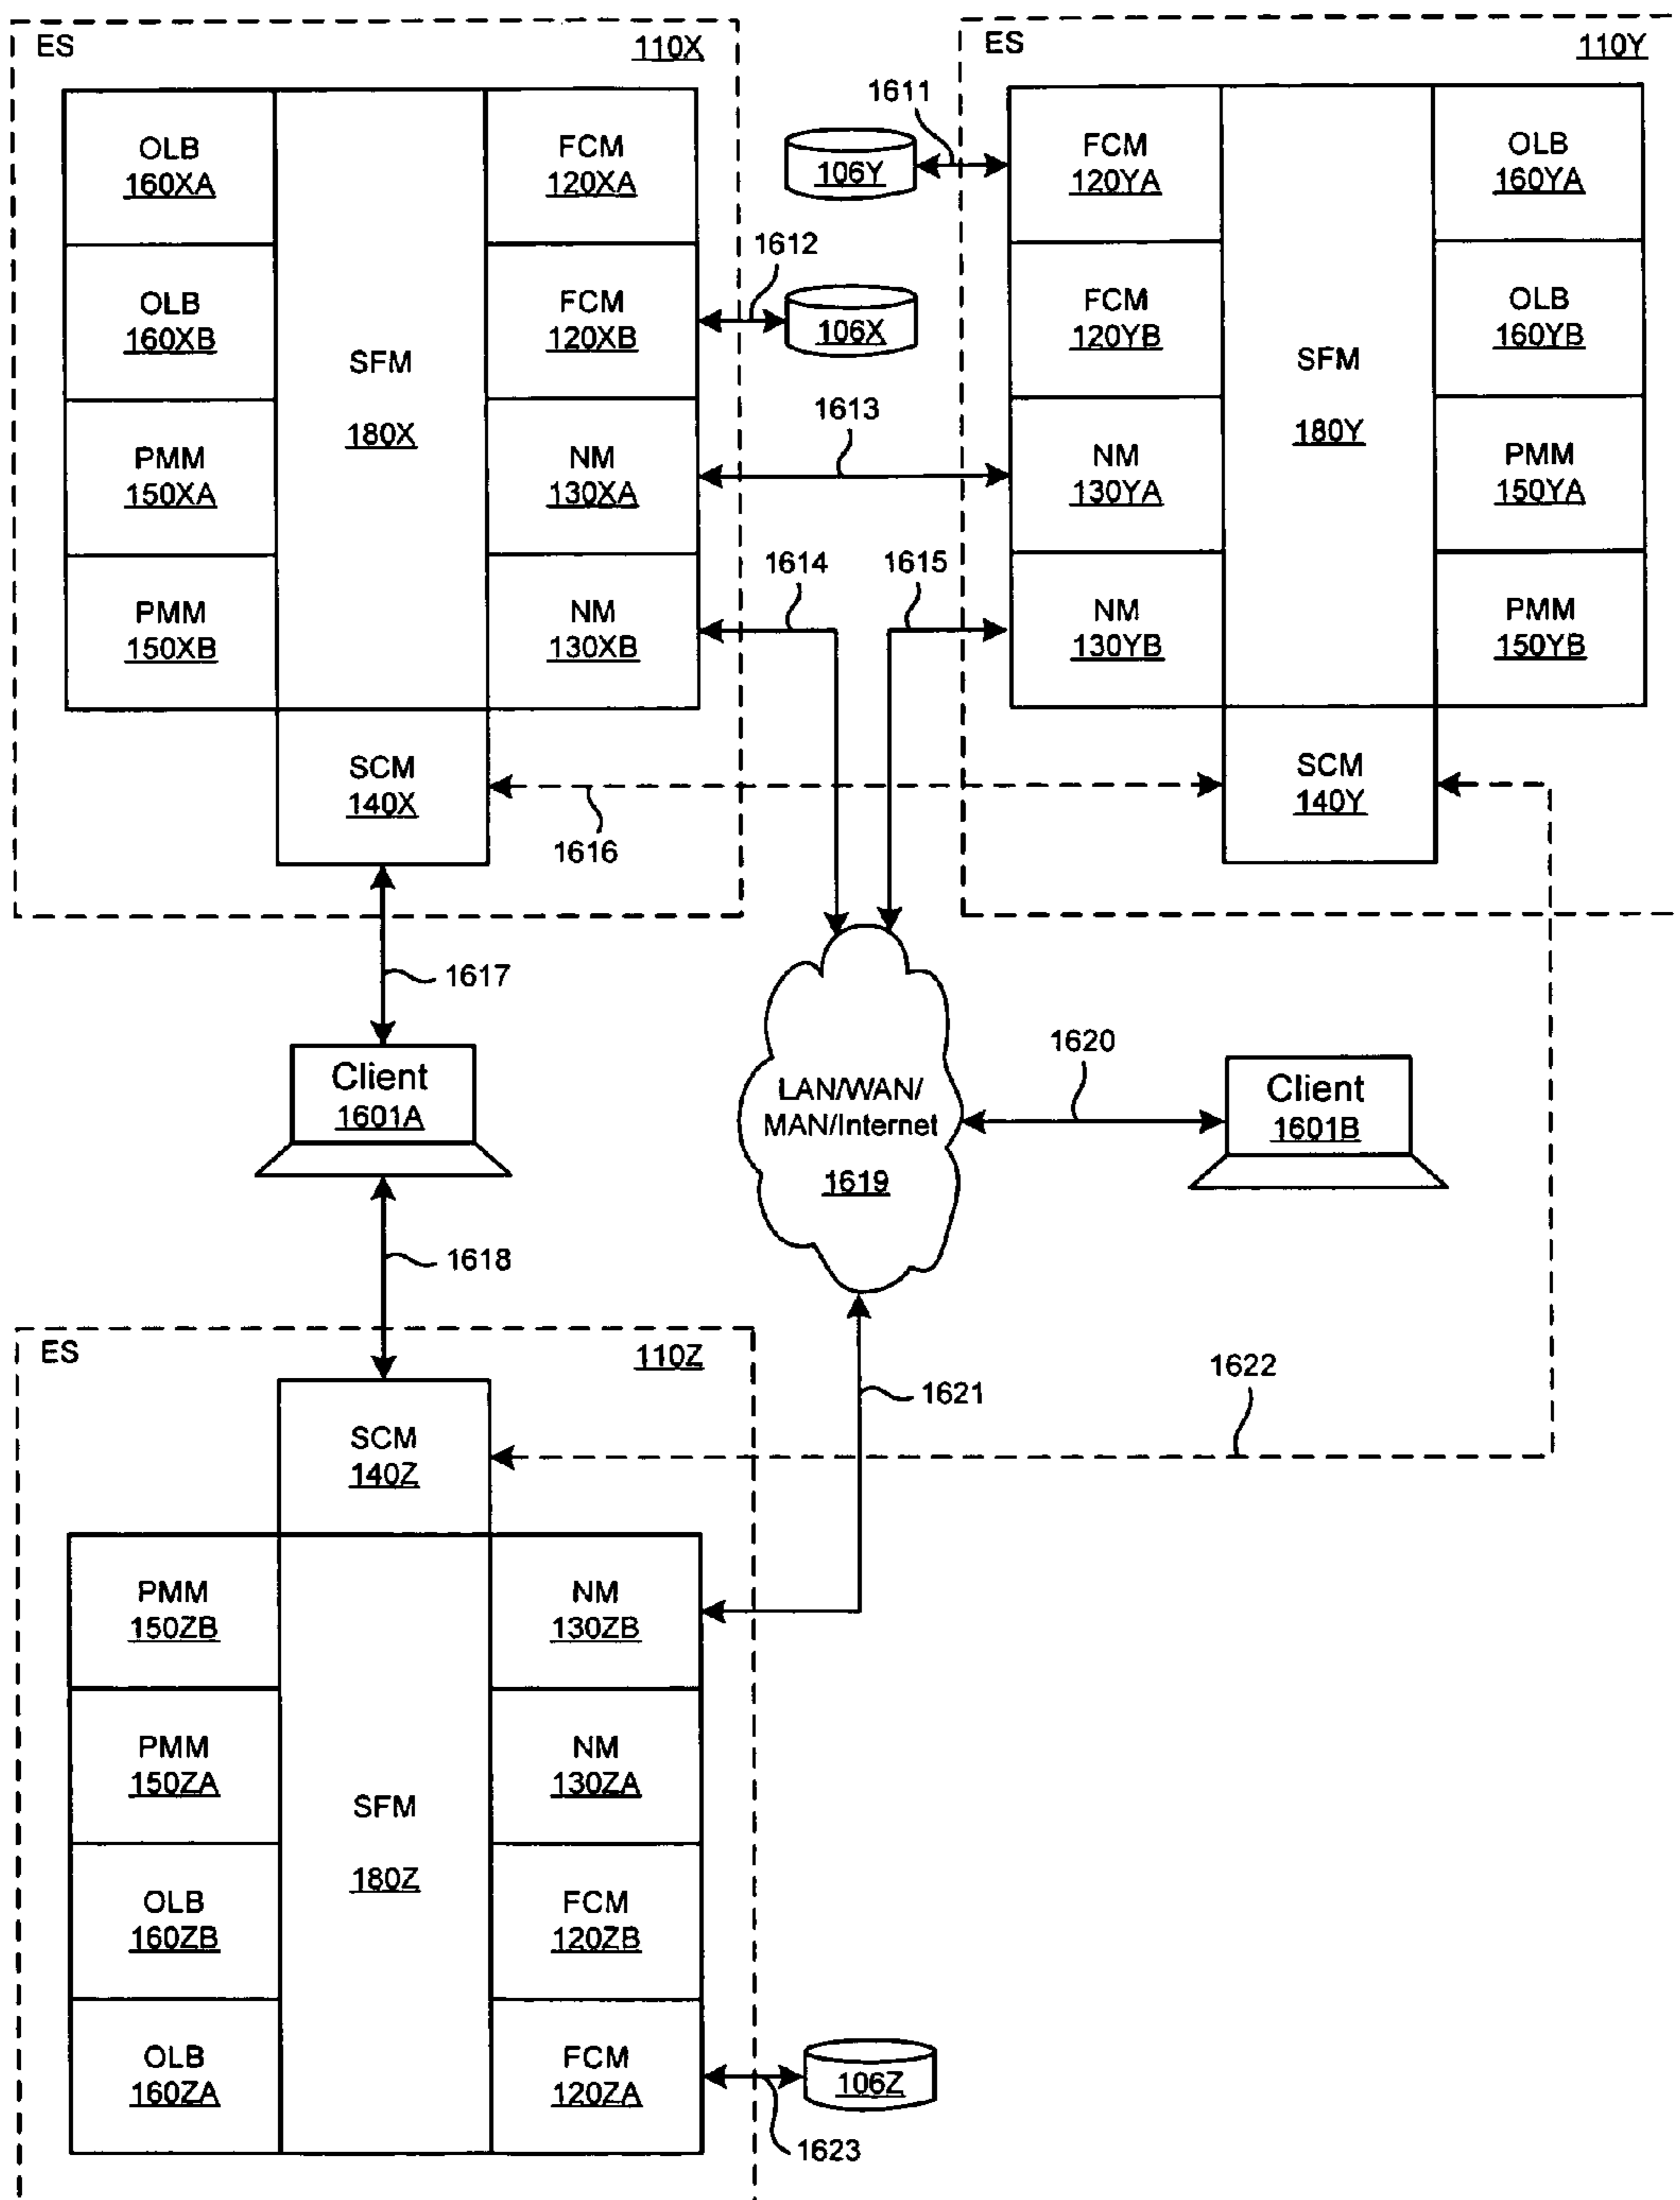 ES
110X
OLB
160XA
OLB
160XB
PMM
150XA
PMM
150XB
SFM
180X
FCM
120XA
FCM
120XB
NM
130XA
NM
130XB
SCM
140X
1611
106Y
1612
106X
1613
1614
1615
1616
ES
110Y
FCM
120YA
FCM
120YB
NM
130YA
NM
130YB
SFM
180Y
OLB
160YA
OLB
160YB
PMM
150YA
PMM
150YB
SCM
140Y
1617
Client
1601A
1618
LAN/WAN/
MAN/Internet
1619
1620
Client
1601B
1621
1622
ES
110Z
SCM
140Z
PMM
150ZB
PMM
150ZA
OLB
160ZB
OLB
160ZA
SFM
180Z
NM
130ZB
NM
130ZA
FCM
120ZB
FCM
120ZA
106Z
1623